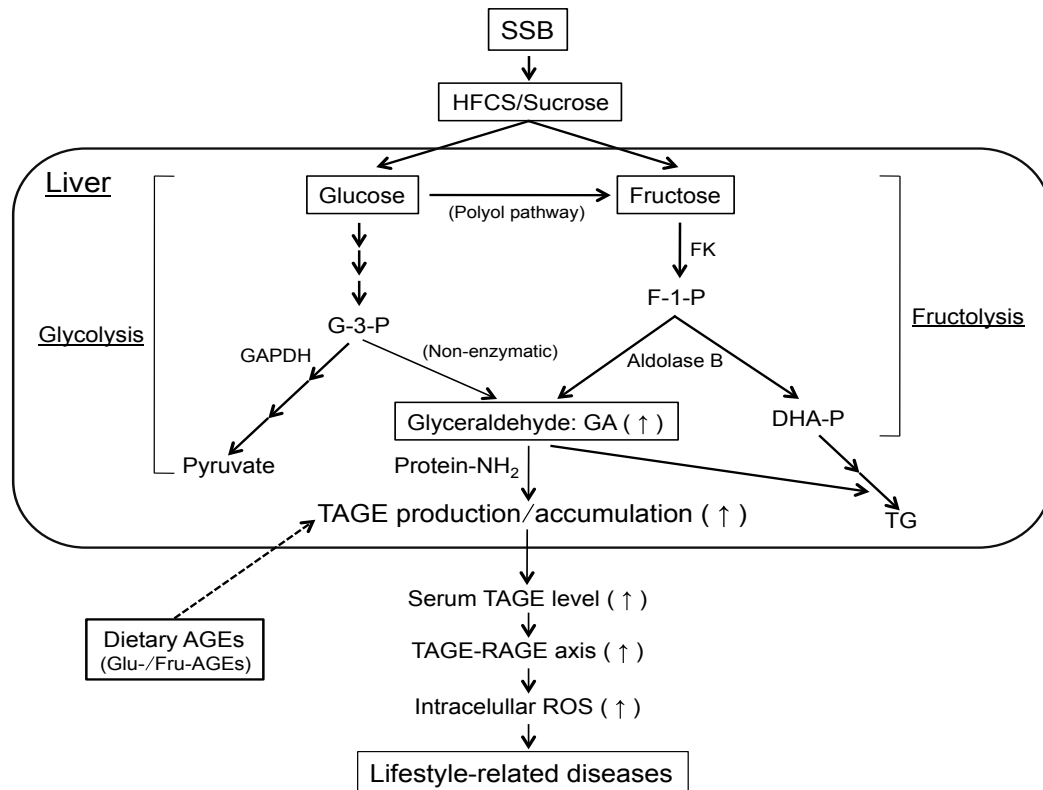 SSB
HFCS/Sucrose
Liver
Glucose
(Polyol pathway)
Fructose
FK
F-1-P
Glycolysis
G-3-P
Fructolysis
GAPDH
(Non-enzymatic)
Aldolase B
Glyceraldehyde: GA ( ↑ )
DHA-P
Pyruvate
Protein-NH₂
TAGE production/accumulation ( ↑ )
TG
Serum TAGE level ( ↑ )
Dietary AGEs
(Glu-/Fru-AGEs)
TAGE-RAGE axis ( ↑ )
Intracelullar ROS ( ↑ )
Lifestyle-related diseases